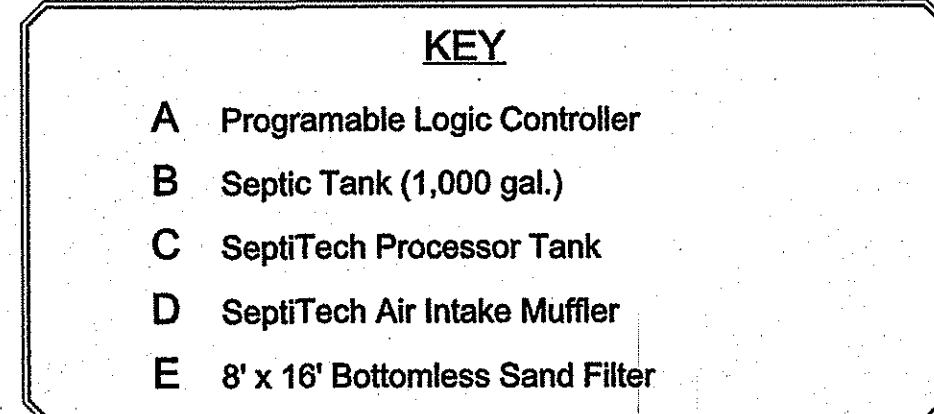 KEY
A Programable Logic Controller
B Septic Tank (1,000 gal.)
C SeptiTech Processor Tank
D SeptiTech Air Intake Muffler
E 8' x 16' Bottomless Sand Filter